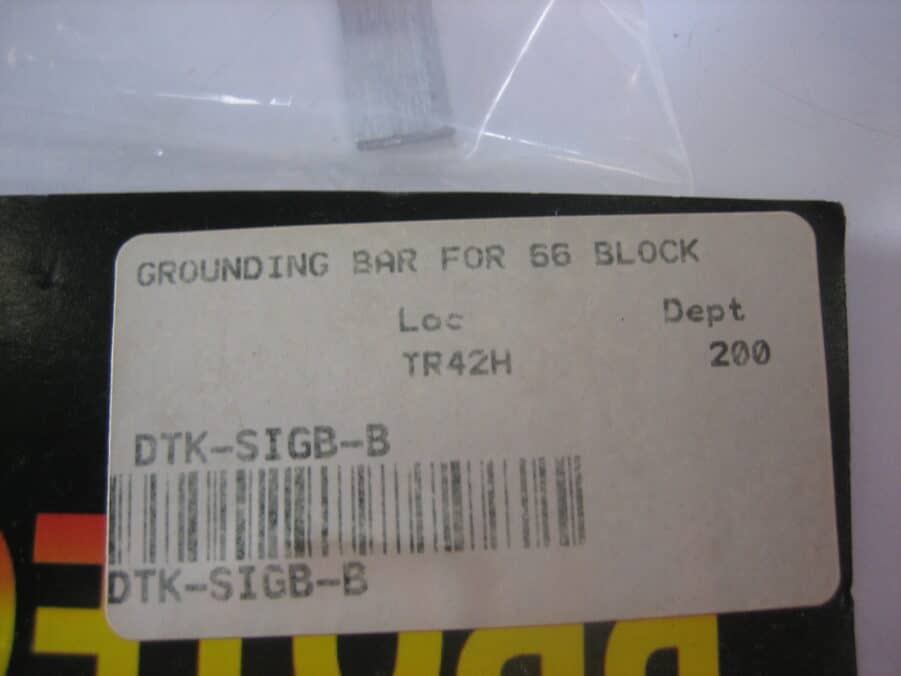 GROUNDING BAR FOR 66 BLOCK
Loc Dept
TR42H 200
DTK-SIGB-B
DTK-SIGB-B